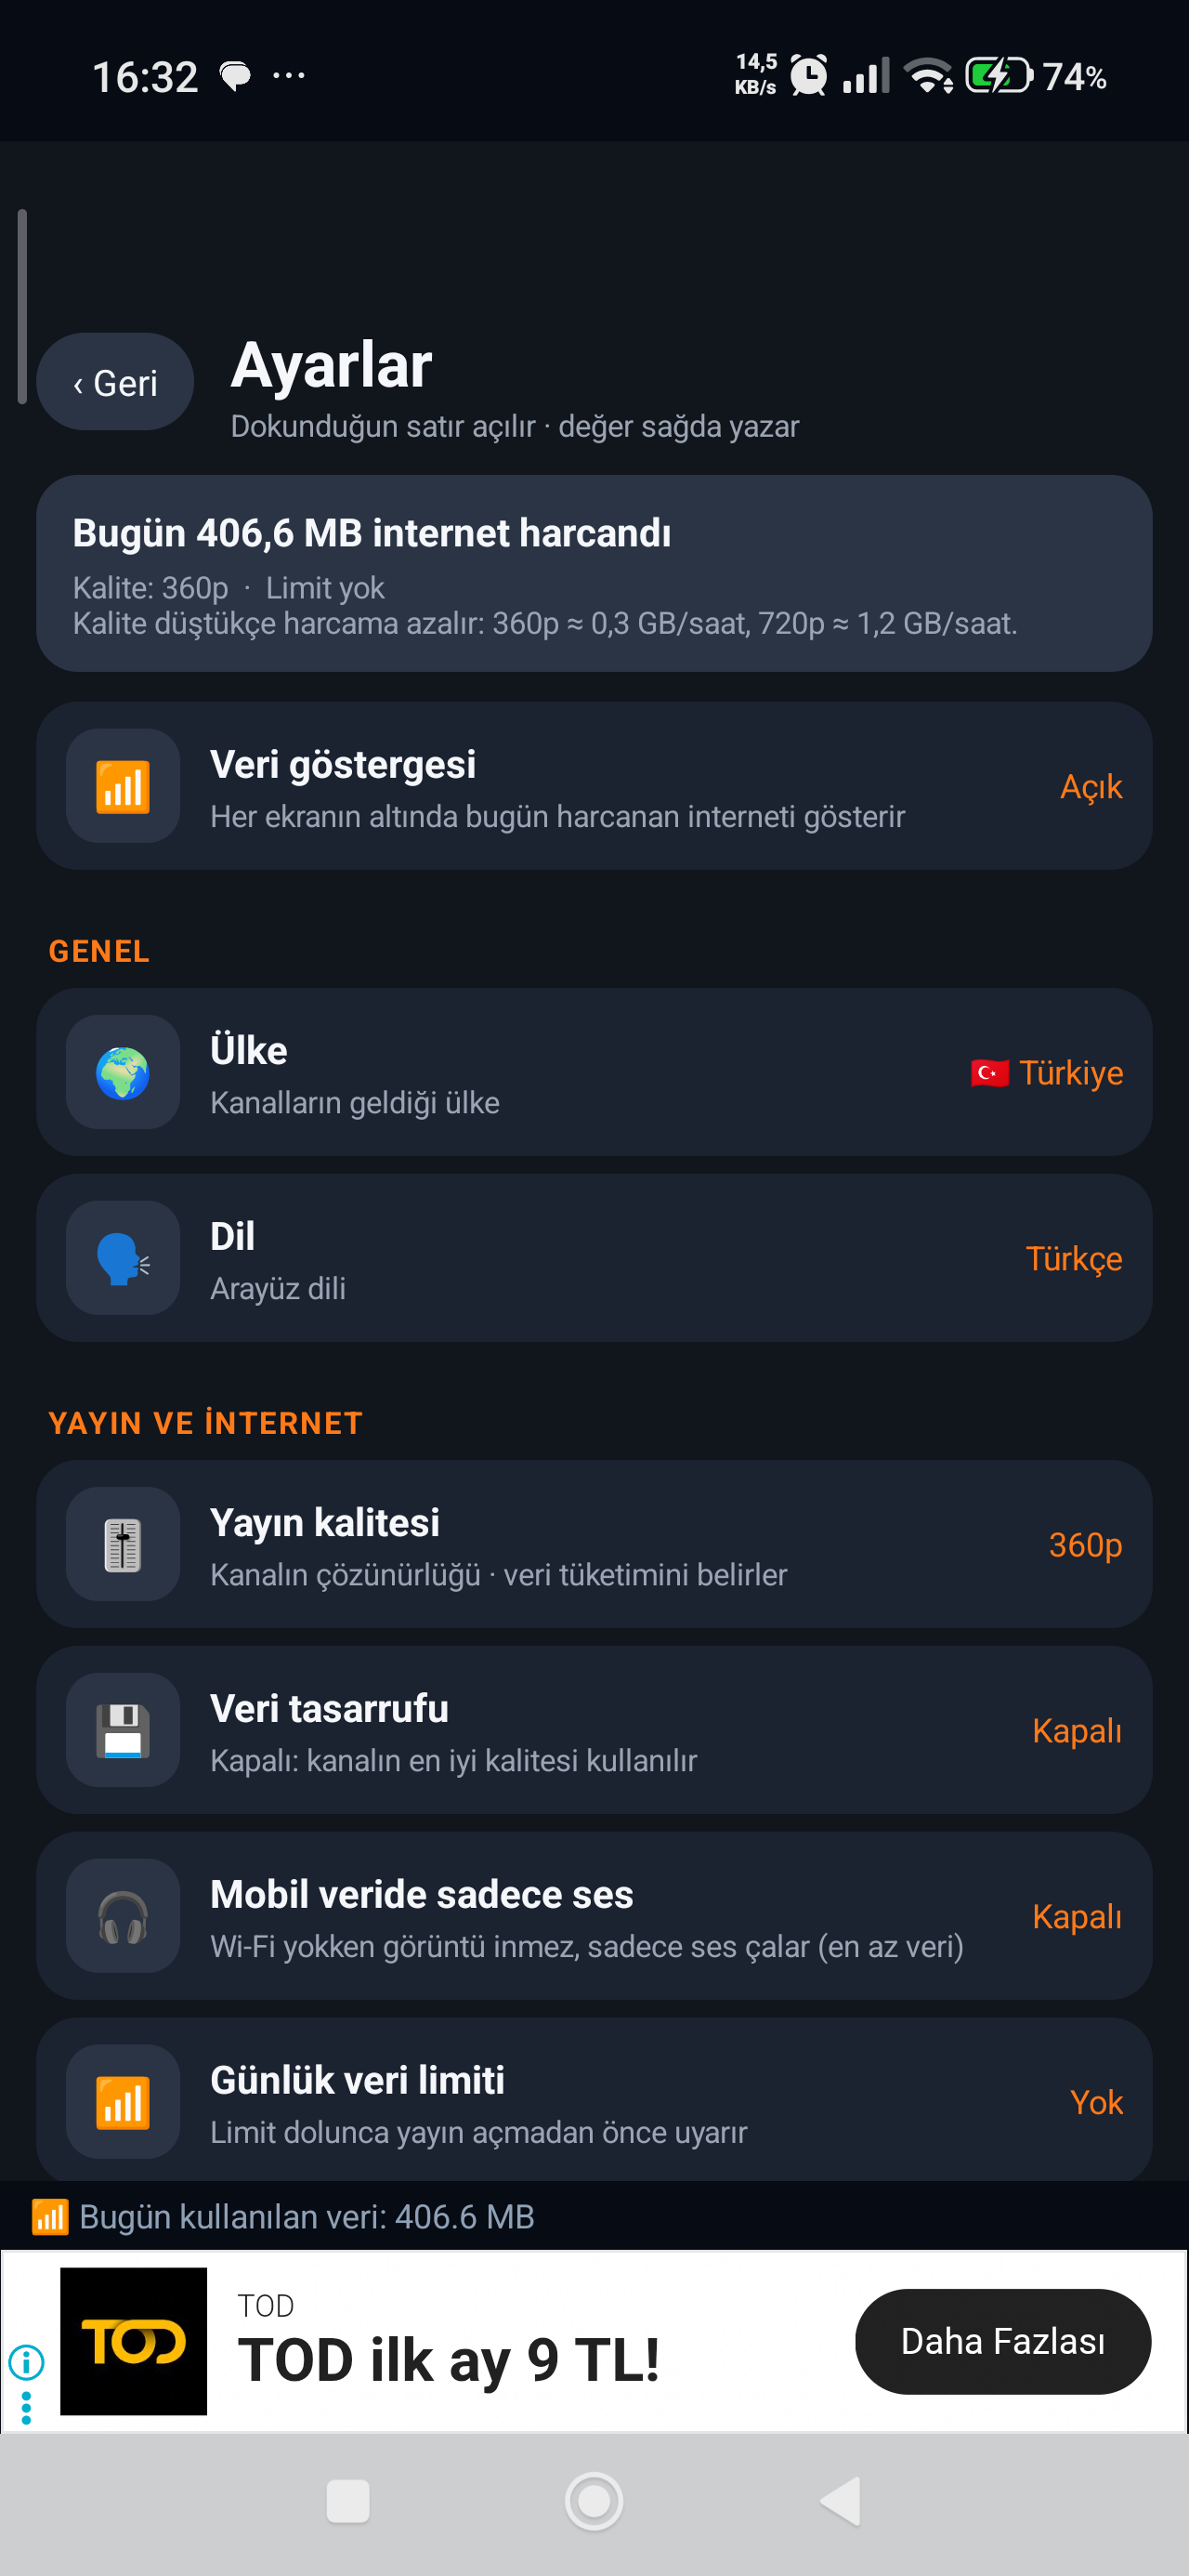 16:32
14,5
KB/s
74%
‹ Geri
Ayarlar
Dokunduğun satır açılır · değer sağda yazar
Bugün 406,6 MB internet harcandı
Kalite: 360p · Limit yok
Kalite düştükçe harcama azalır: 360p ≈ 0,3 GB/saat, 720p ≈ 1,2 GB/saat.
Veri göstergesi
Her ekranın altında bugün harcanan interneti gösterir
Açık
GENEL
Ülke
Kanalların geldiği ülke
Türkiye
Dil
Arayüz dili
Türkçe
YAYIN VE İNTERNET
Yayın kalitesi
Kanalın çözünürlüğü · veri tüketimini belirler
360p
Veri tasarrufu
Kapalı: kanalın en iyi kalitesi kullanılır
Kapalı
Mobil veride sadece ses
Wi-Fi yokken görüntü inmez, sadece ses çalar (en az veri)
Kapalı
Günlük veri limiti
Limit dolunca yayın açmadan önce uyarır
Yok
Bugün kullanılan veri: 406.6 MB
TOD
TOD
TOD ilk ay 9 TL!
Daha Fazlası